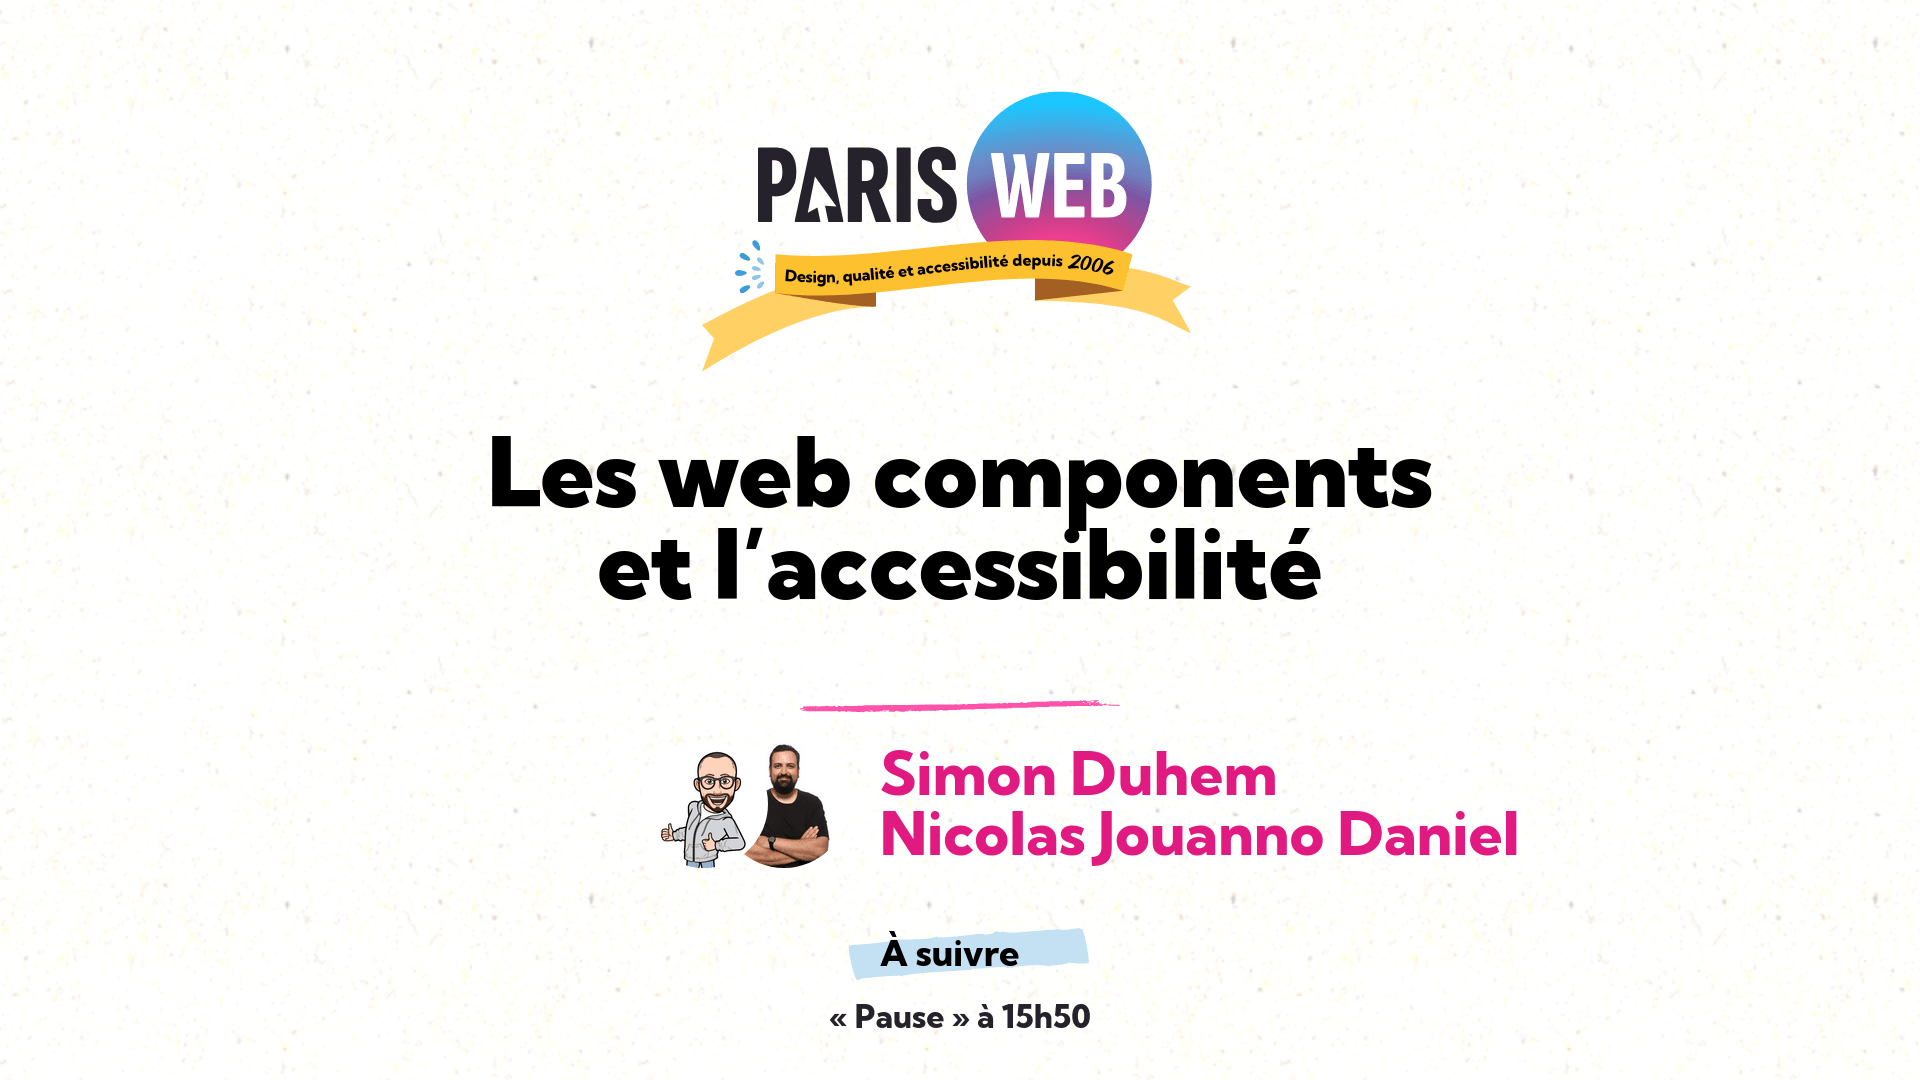 PARIS WEB
Design, qualité et accessibilité depuis 2006
Les web components
et l’accessibilité
Simon Duhem
Nicolas Jouanno Daniel
À suivre
« Pause » à 15h50